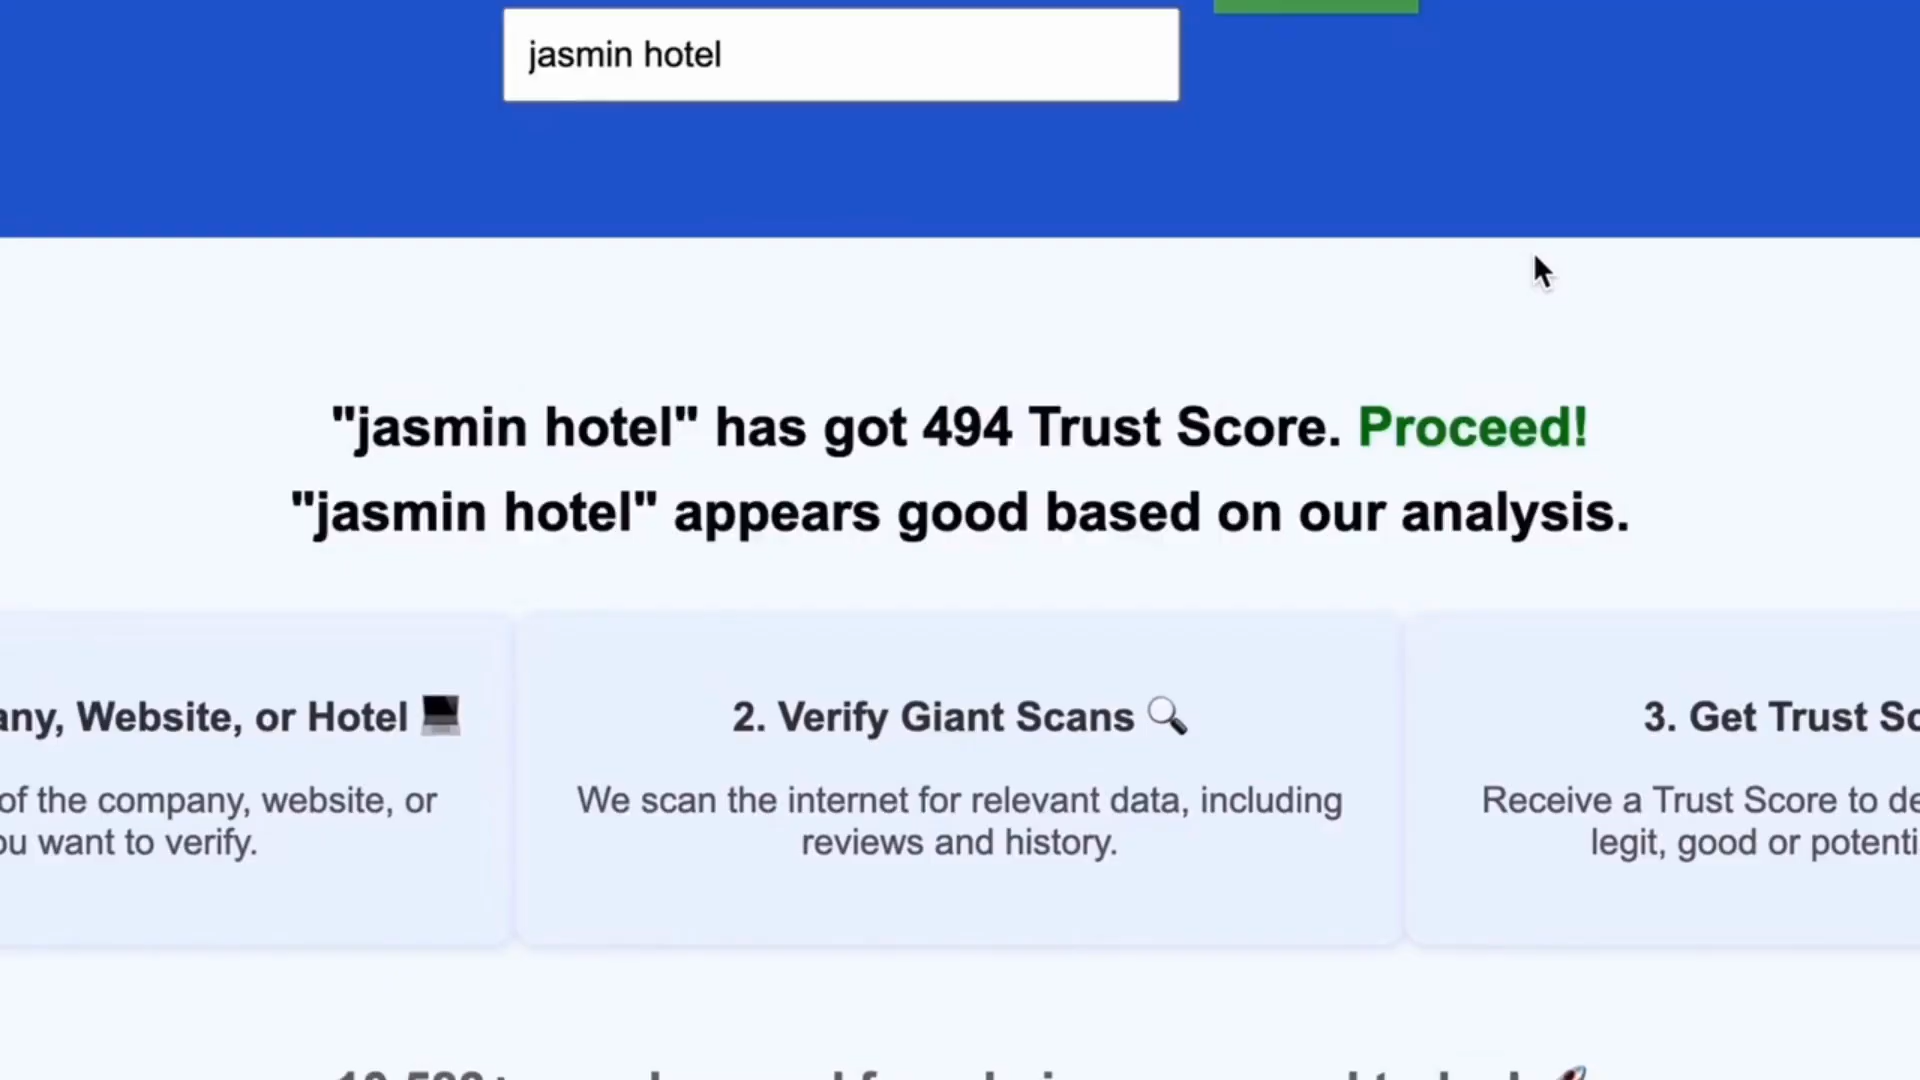 jasmin hotel
"jasmin hotel" has got 494 Trust Score. Proceed!
"jasmin hotel" appears good based on our analysis.
any, Website, or Hotel 💻
of the company, website, or
ou want to verify.
2. Verify Giant Scans 🔍
We scan the internet for relevant data, including
reviews and history.
3. Get Trust Sc
Receive a Trust Score to de
legit, good or potenti